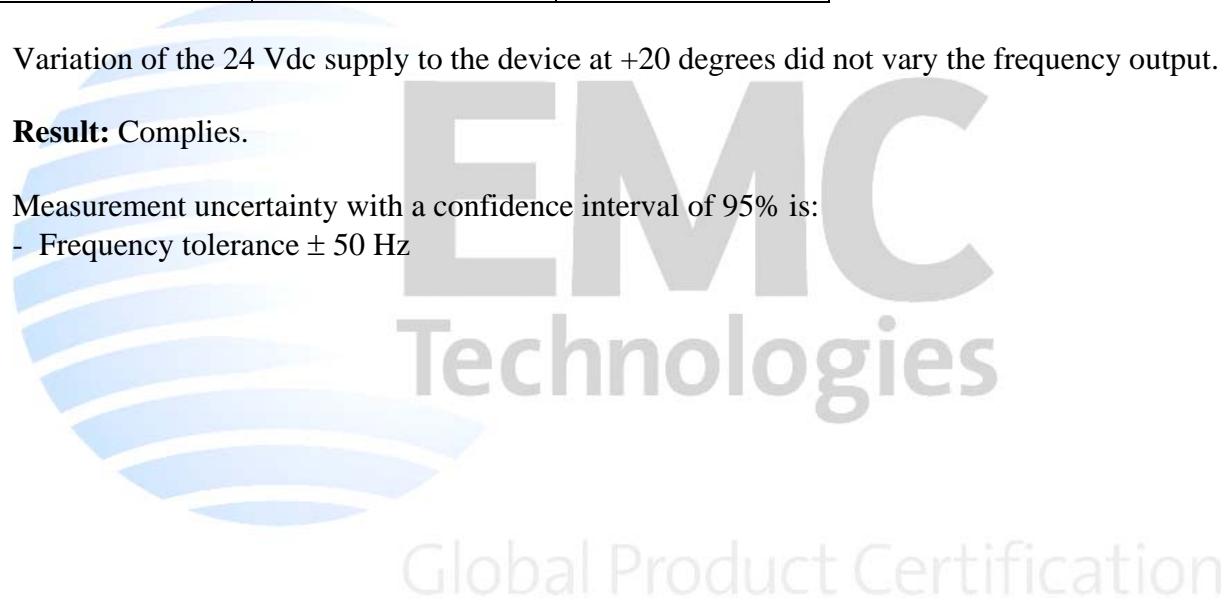 Variation of the 24 Vdc supply to the device at +20 degrees did not vary the frequency output.
Result: Complies.
Measurement uncertainty with a confidence interval of 95% is:
- Frequency tolerance ± 50 Hz
EMC
Technologies
Global Product Certification